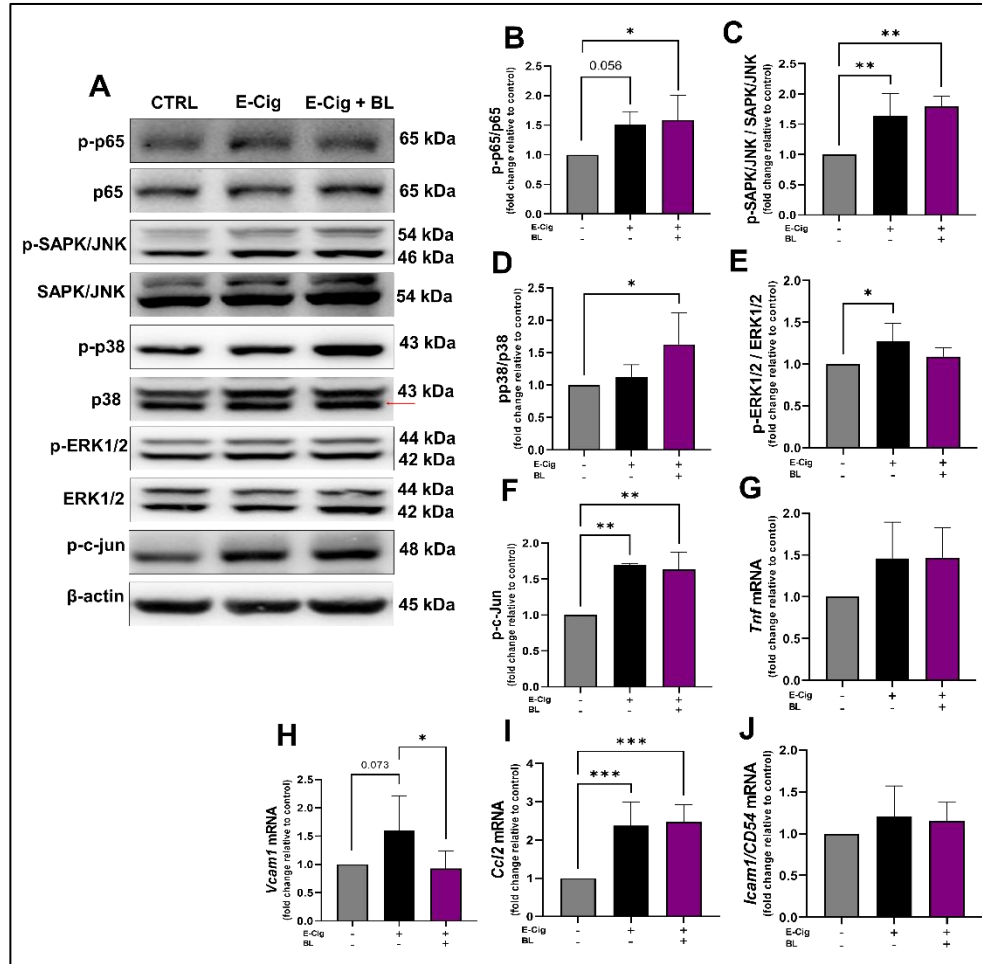 A
CTRL E-Cig E-Cig + BL
p-p65 65 kDa
p65 65 kDa
p-SAPK/JNK 54 kDa
46 kDa
SAPK/JNK 54 kDa
p-p38 43 kDa
p38 43 kDa
p-ERK1/2 44 kDa
42 kDa
ERK1/2 44 kDa
42 kDa
p-c-jun 48 kDa
β-actin 45 kDa
B
p-p65/p65
(fold change relative to control)
2.5
2.0
1.5
1.0
0.5
0.0
0.056
*
E-Cig - + +
BL - - +
C
p-SAPK/JNK / SAPK/JNK
(fold change relative to control)
2.5
2.0
1.5
1.0
0.5
0.0
**
**
E-Cig - + +
BL - - +
D
pp38/p38
(fold change relative to control)
2.5
2.0
1.5
1.0
0.5
0.0
*
E-Cig - + +
BL - - +
E
p-ERK1/2 / ERK1/2
(fold change relative to control)
2.0
1.5
1.0
0.5
0.0
*
E-Cig - + +
BL - - +
F
p-c-Jun
(fold change relative to control)
2.5
2.0
1.5
1.0
0.5
0.0
**
**
E-Cig - + +
BL - - +
G
Tnf mRNA
(fold change relative to control)
2.5
2.0
1.5
1.0
0.5
0.0
E-Cig - + +
BL - - +
H
Vcam1 mRNA
(fold change relative to control)
2.5
2.0
1.5
1.0
0.5
0.0
0.073
*
E-Cig - + +
BL - - +
I
Ccl2 mRNA
(fold change relative to control)
4
3
2
1
0
***
***
E-Cig - + +
BL - - +
J
Icam1/CD54 mRNA
(fold change relative to control)
2.5
2.0
1.5
1.0
0.5
0.0
E-Cig - + +
BL - - +